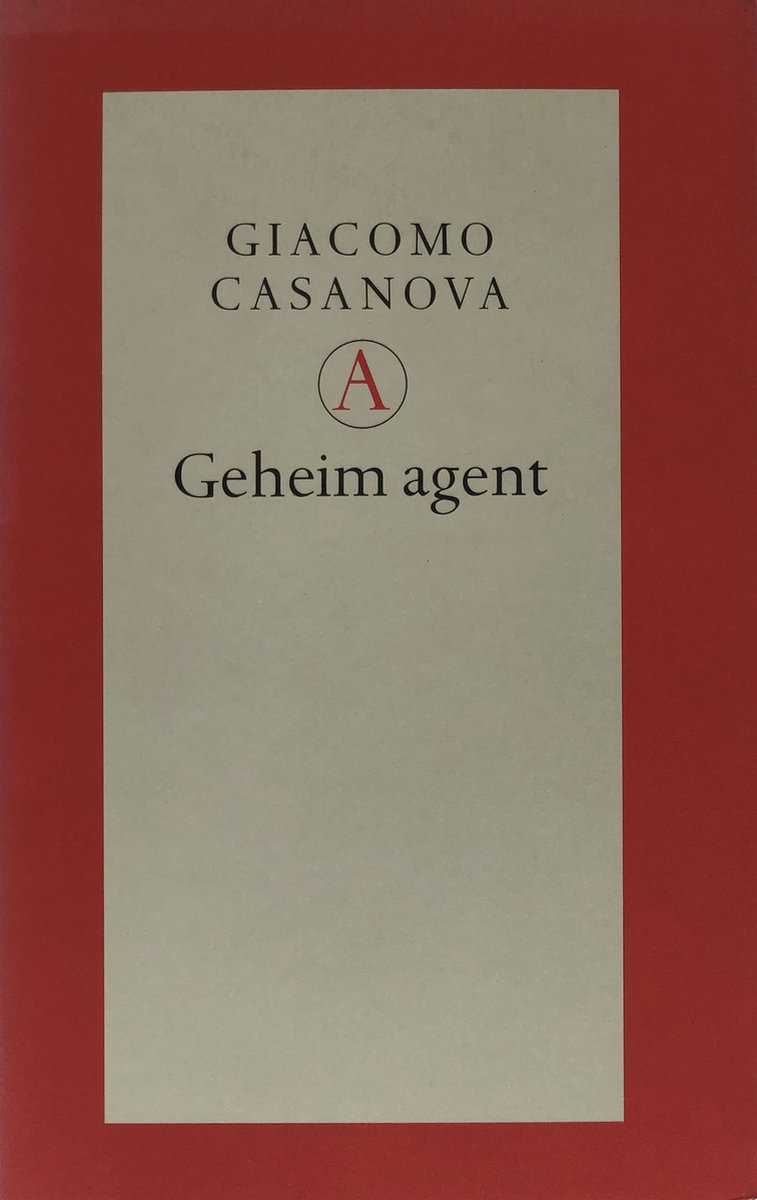 GIACOMO
CASANOVA
A
Geheim agent